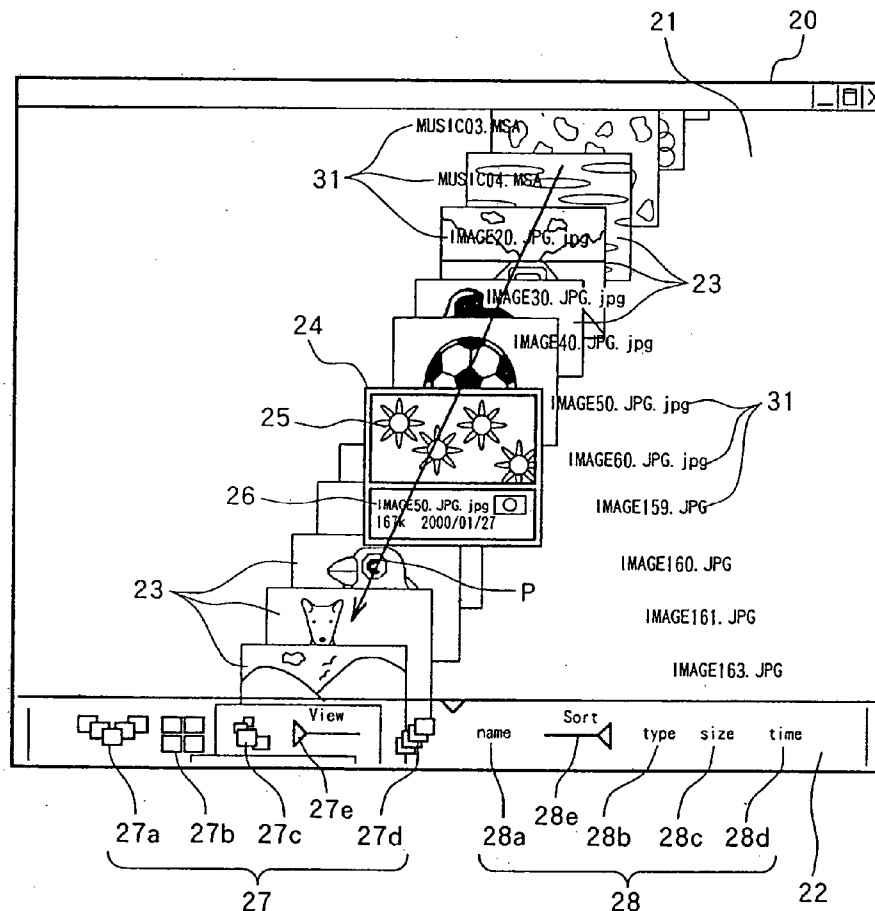 20
21
MUSIC03.MSA
31
MUSIC04.MSA
IMAGE20.JPG.jpg
IMAGE30.JPG.jpg
23
24
IMAGE40.JPG.jpg
25
IMAGE50.JPG.jpg
31
IMAGE60.JPG.jpg
26
IMAGE50.JPG.jpg
167k 2000/01/27
IMAGE159.JPG
IMAGE160.JPG
23
P
IMAGE161.JPG
IMAGE163.JPG
View
Sort
name
type
size
time
27a
27b
27c
27e
27d
28a
28e
28b
28c
28d
22
27
28